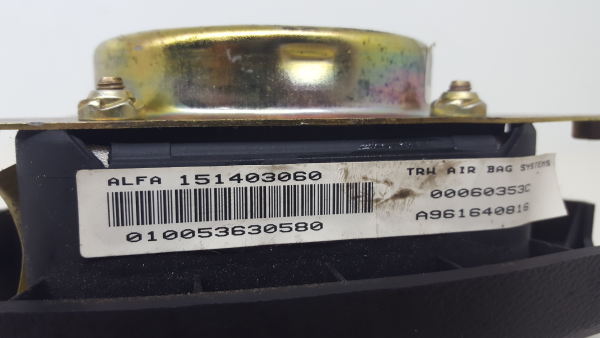 ALFA 151403060
010053630580
TRW AIR BAG SYSTEMS
00060353C
A961640816